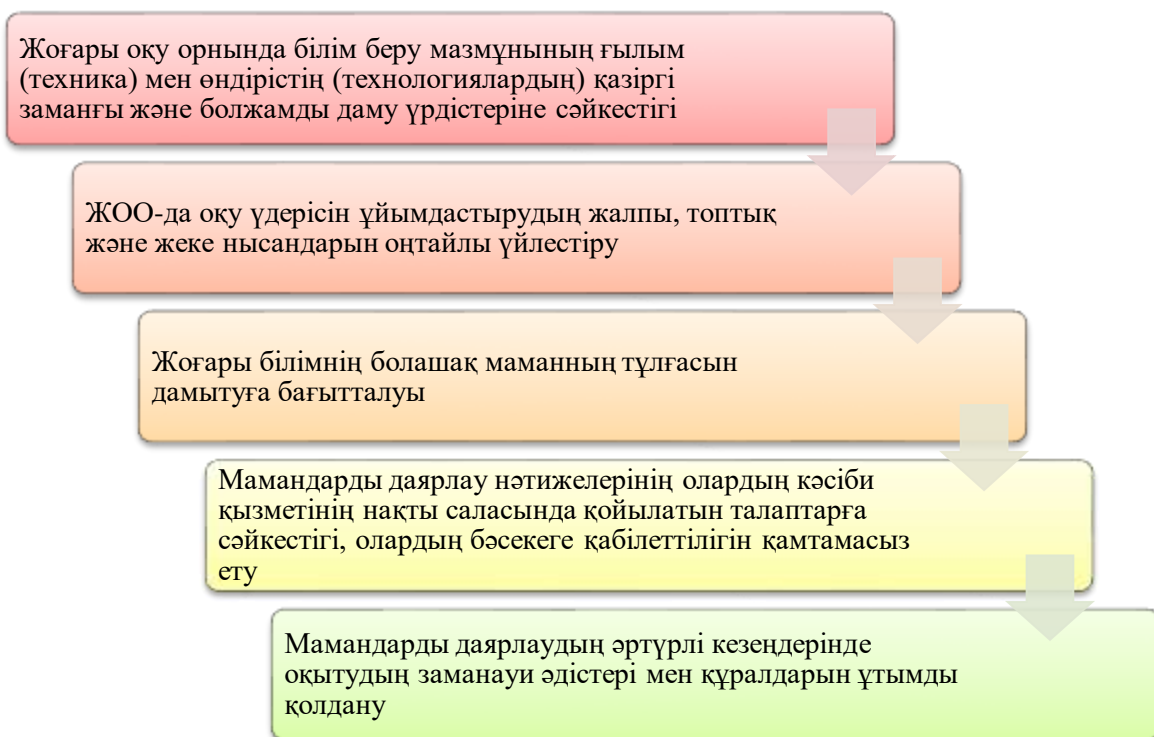 Жоғары оқу орнында білім беру мазмұнының ғылым
(техника) мен өндірістің (технологиялардың) қазіргі
заманғы және болжамды даму үрдістеріне сәйкестігі
ЖОО-да оқу үдерісін ұйымдастырудың жалпы, топтық
және жеке нысандарын оңтайлы үйлестіру
Жоғары білімнің болашақ маманның тұлғасын
дамытуға бағытталуы
Мамандарды даярлау нәтижелерінің олардың кәсіби
қызметінің нақты саласында қойылатын талаптарға
сәйкестігі, олардың бәсекеге қабілеттілігін қамтамасыз
ету
Мамандарды даярлаудың әртүрлі кезеңдерінде
оқытудың заманауи әдістері мен құралдарын ұтымды
қолдану